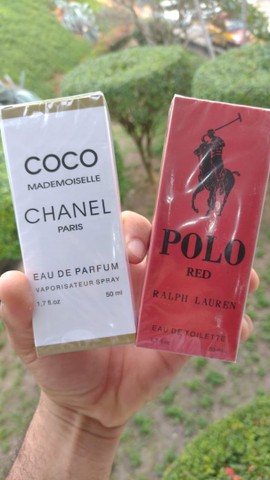 COCO
MADEMOISELLE
CHANEL
PARIS
EAU DE PARFUM
VAPORISATEUR SPRAY
1.7 fl.oz 50 ml
POLO
RED
RALPH LAUREN
EAU DE TOILETTE